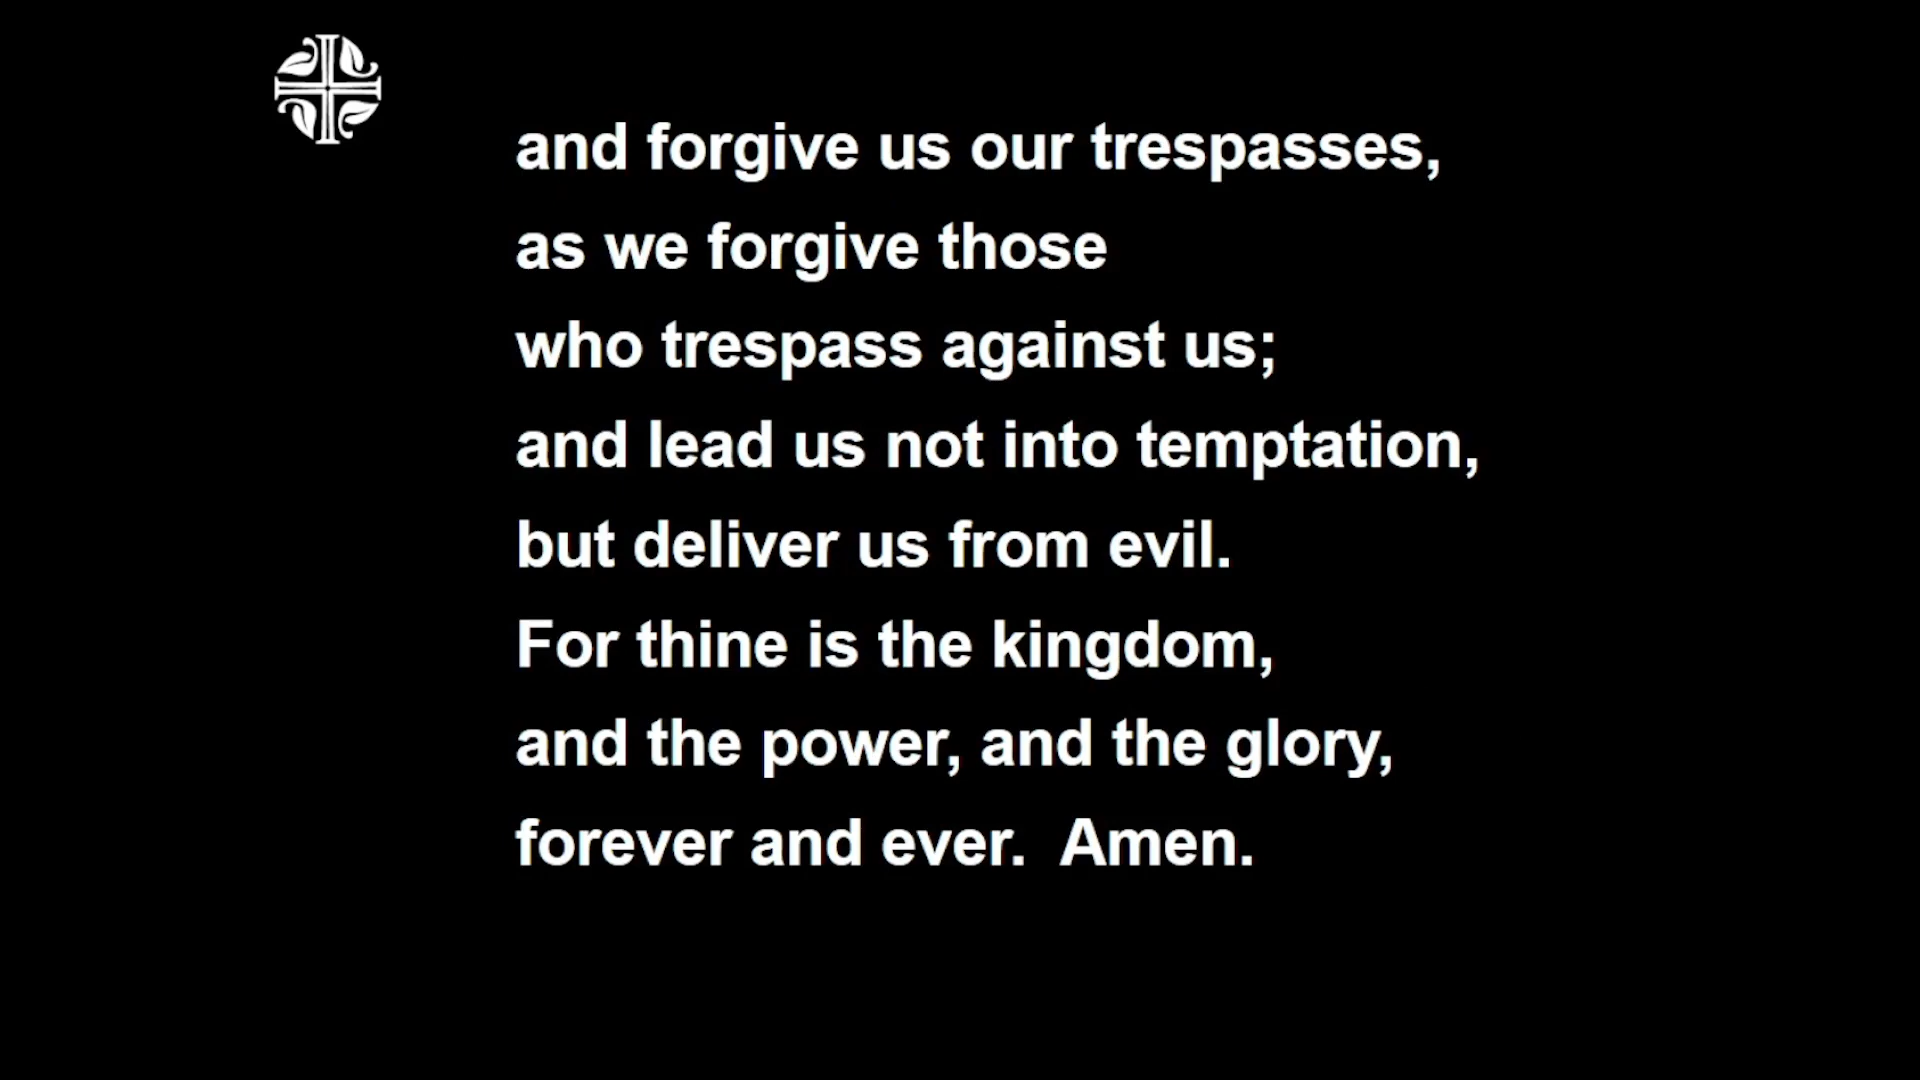 and forgive us our trespasses,
as we forgive those
who trespass against us;
and lead us not into temptation,
but deliver us from evil.
For thine is the kingdom,
and the power, and the glory,
forever and ever.  Amen.